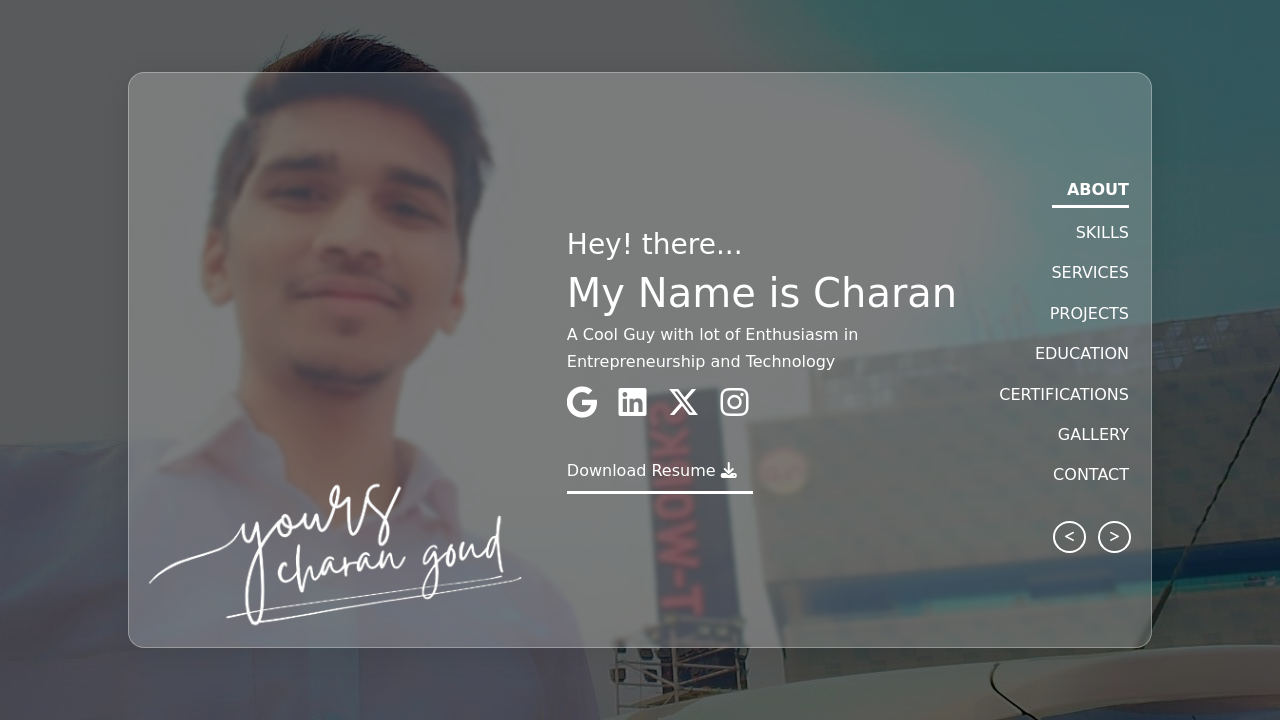 Hey! there...
My Name is Charan
A Cool Guy with lot of Enthusiasm in
Entrepreneurship and Technology
Download Resume
yours
charan goud
ABOUT
SKILLS
SERVICES
PROJECTS
EDUCATION
CERTIFICATIONS
GALLERY
CONTACT
< >
T-WORKS